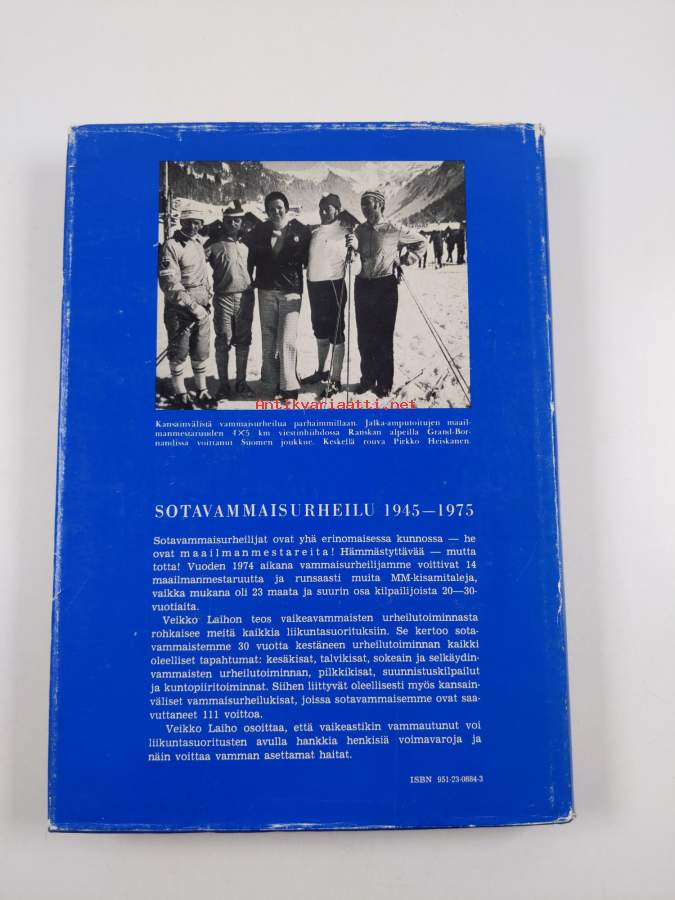 Antikvariaatti.net
Kansainvälistä vammaisurheilua parhaimmillaan. Jalka-amputoitujen maail-
manmestaruuden 4×5 km viestinhiihdossa Ranskan alpeilla Grand-Bor-
nandissa voittanut Suomen joukkue. Keskellä rouva Pirkko Heiskanen.
SOTAVAMMAISURHEILU 1945—1975
Sotavammaisurheilijat ovat yhä erinomaisessa kunnossa — he
ovat maailmanmestareita! Hämmästyttävää — mutta
totta! Vuoden 1974 aikana vammaisurheilijamme voittivat 14
maailmanmestaruutta ja runsaasti muita MM-kisamitaleja,
vaikka mukana oli 23 maata ja suurin osa kilpailijoista 20—30-
vuotiaita.
Veikko Laihon teos vaikeavammaisten urheilutoiminnasta
rohkaisee meitä kaikkia liikuntasuorituksiin. Se kertoo sota-
vammaistemme 30 vuotta kestäneen urheilutoiminnan kaikki
oleelliset tapahtumat: kesäkisat, talvikisat, sokeain ja selkäydin-
vammaisten urheilutoiminnan, pilkkikisat, suunnistuskilpailut
ja kuntopiiritoiminnat. Siihen liittyvät oleellisesti myös kansain-
väliset vammaisurheilukisat, joissa sotavammaisemme ovat saa-
vuttaneet 111 voittoa.
Veikko Laiho osoittaa, että vaikeastikin vammautunut voi
liikuntasuoritusten avulla hankkia henkisiä voimavaroja ja
näin voittaa vamman asettamat haitat.
ISBN 951-23-0884-3